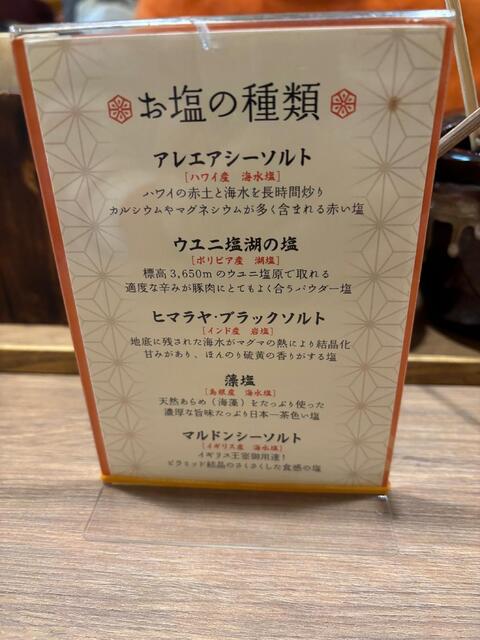 お塩の種類
アレエアシーソルト
[ハワイ産 海水塩]
ハワイの赤土と海水を長時間炒り
カルシウムやマグネシウムが多く含まれる赤い塩
ウユニ塩湖の塩
[ボリビア産 湖塩]
標高3,650mのウユニ塩原で取れる
適度な辛みが豚肉にとてもよく合うパウダー塩
ヒマラヤ・ブラックソルト
[インド産 岩塩]
地底に残された海水がマグマの熱により結晶化
甘みがあり、ほんのり硫黄の香りがする塩
藻塩
[島根産 海水塩]
天然あらめ(海藻)をたっぷり使った
濃厚な旨味たっぷり日本一茶色い塩
マルドンシーソルト
[イギリス産 海水塩]
イギリス王室御用達!
ピラミッド結晶のさくさくした食感の塩